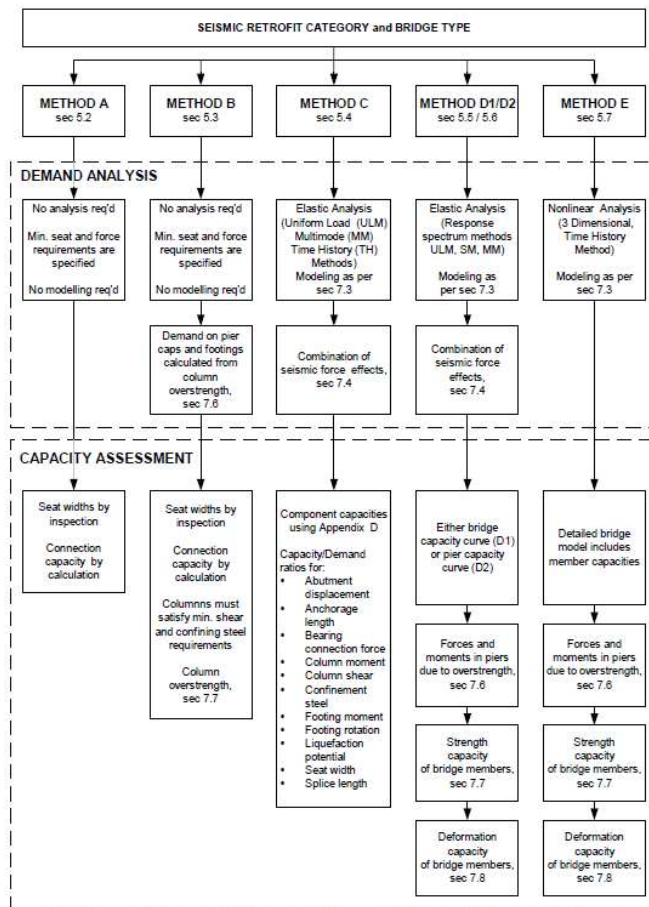 SEISMIC RETROFIT CATEGORY and BRIDGE TYPE
METHOD A
sec 5.2
METHOD B
sec 5.3
METHOD C
sec 5.4
METHOD D1/D2
sec 5.5 / 5.6
METHOD E
sec 5.7
DEMAND ANALYSIS
No analysis req'd
Min. seat and force
requirements are
specified
No modelling req'd
No analysis req'd
Min. seat and force
requirements are
specified
No modelling req'd
Elastic Analysis
(Uniform Load (ULM)
Multimode (MM)
Time History (TH)
Methods)
Modeling as per
sec 7.3
Elastic Analysis
(Response
spectrum methods
ULM, SM, MM)
Modeling as
per sec 7.3
Nonlinear Analysis
(3 Dimensional,
Time History
Method)
Modeling as per
sec 7.3
Demand on pier
caps and footings
calculated from
column
overstrength,
sec 7.6
Combination of
seismic force effects,
sec 7.4
Combination of
seismic force
effects,
sec 7.4
CAPACITY ASSESSMENT
Seat widths by
inspection
Connection
capacity by
calculation
Seat widths by
inspection
Connection
capacity by
calculation
Columnns must
satisfy min. shear
and confining steel
requirements
Column
overstrength,
sec 7.7
Component capacities
using Appendix D
Capacity/Demand
ratios for:
• Abutment
displacement
• Anchorage
length
• Bearing
connection force
• Column moment
• Column shear
• Confinement
steel
• Footing moment
• Footing rotation
• Liquefaction
potential
• Seat width
• Splice length
Either bridge
capacity curve (D1)
or pier capacity
curve (D2)
Detailed bridge
model includes
member capacities
Forces and
moments in piers
due to overstrength,
sec 7.6
Forces and
moments in piers
due to overstrength,
sec 7.6
Strength
capacity
of bridge members,
sec 7.7
Strength
capacity
of bridge members,
sec 7.7
Deformation
capacity
of bridge members,
sec 7.8
Deformation
capacity
of bridge members,
sec 7.8